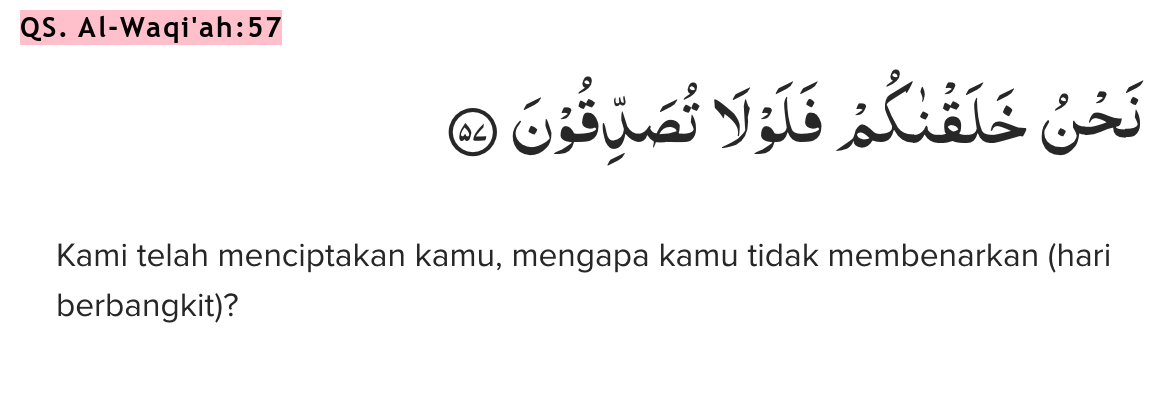 QS. Al-Waqi'ah:57
نَحْنُ خَلَقْنٰكُمْ فَلَوْلَا تُصَدِّقُوْنَ ۝٥٧
Kami telah menciptakan kamu, mengapa kamu tidak membenarkan (hari
berbangkit)?